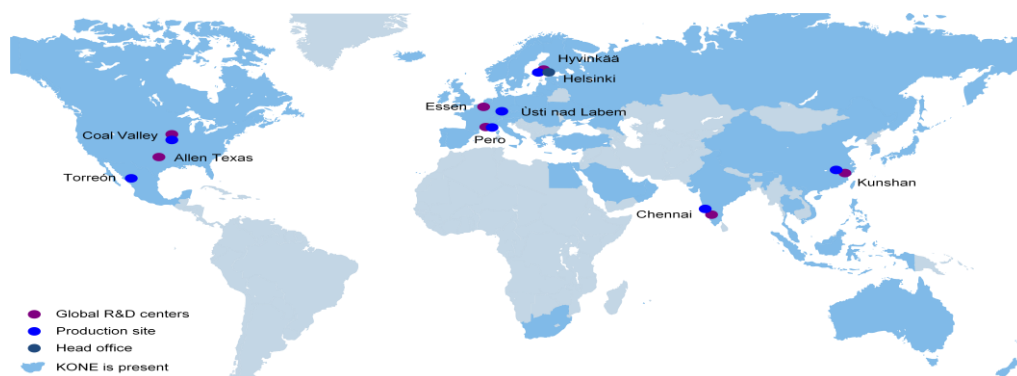 Hyvinkää
Helsinki
Essen
Ústi nad Labem
Coal Valley
Pero
Allen Texas
Torreón
Kunshan
Chennai
Global R&D centers
Production site
Head office
KONE is present